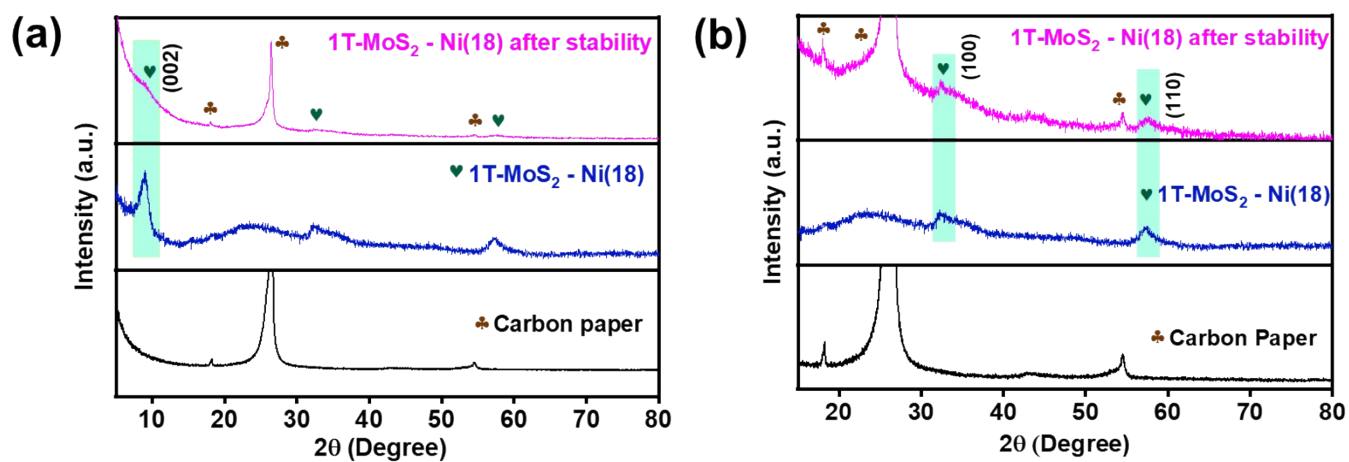 (a)
1T-MoS₂ - Ni(18) after stability
(002)
♥ 1T-MoS₂ - Ni(18)
♣ Carbon paper
Intensity (a.u.)
10 20 30 40 50 60 70 80
2θ (Degree)
(b)
1T-MoS₂ - Ni(18) after stability
(100)
(110)
♥ 1T-MoS₂ - Ni(18)
♣ Carbon Paper
Intensity (a.u.)
20 30 40 50 60 70 80
2θ (Degree)